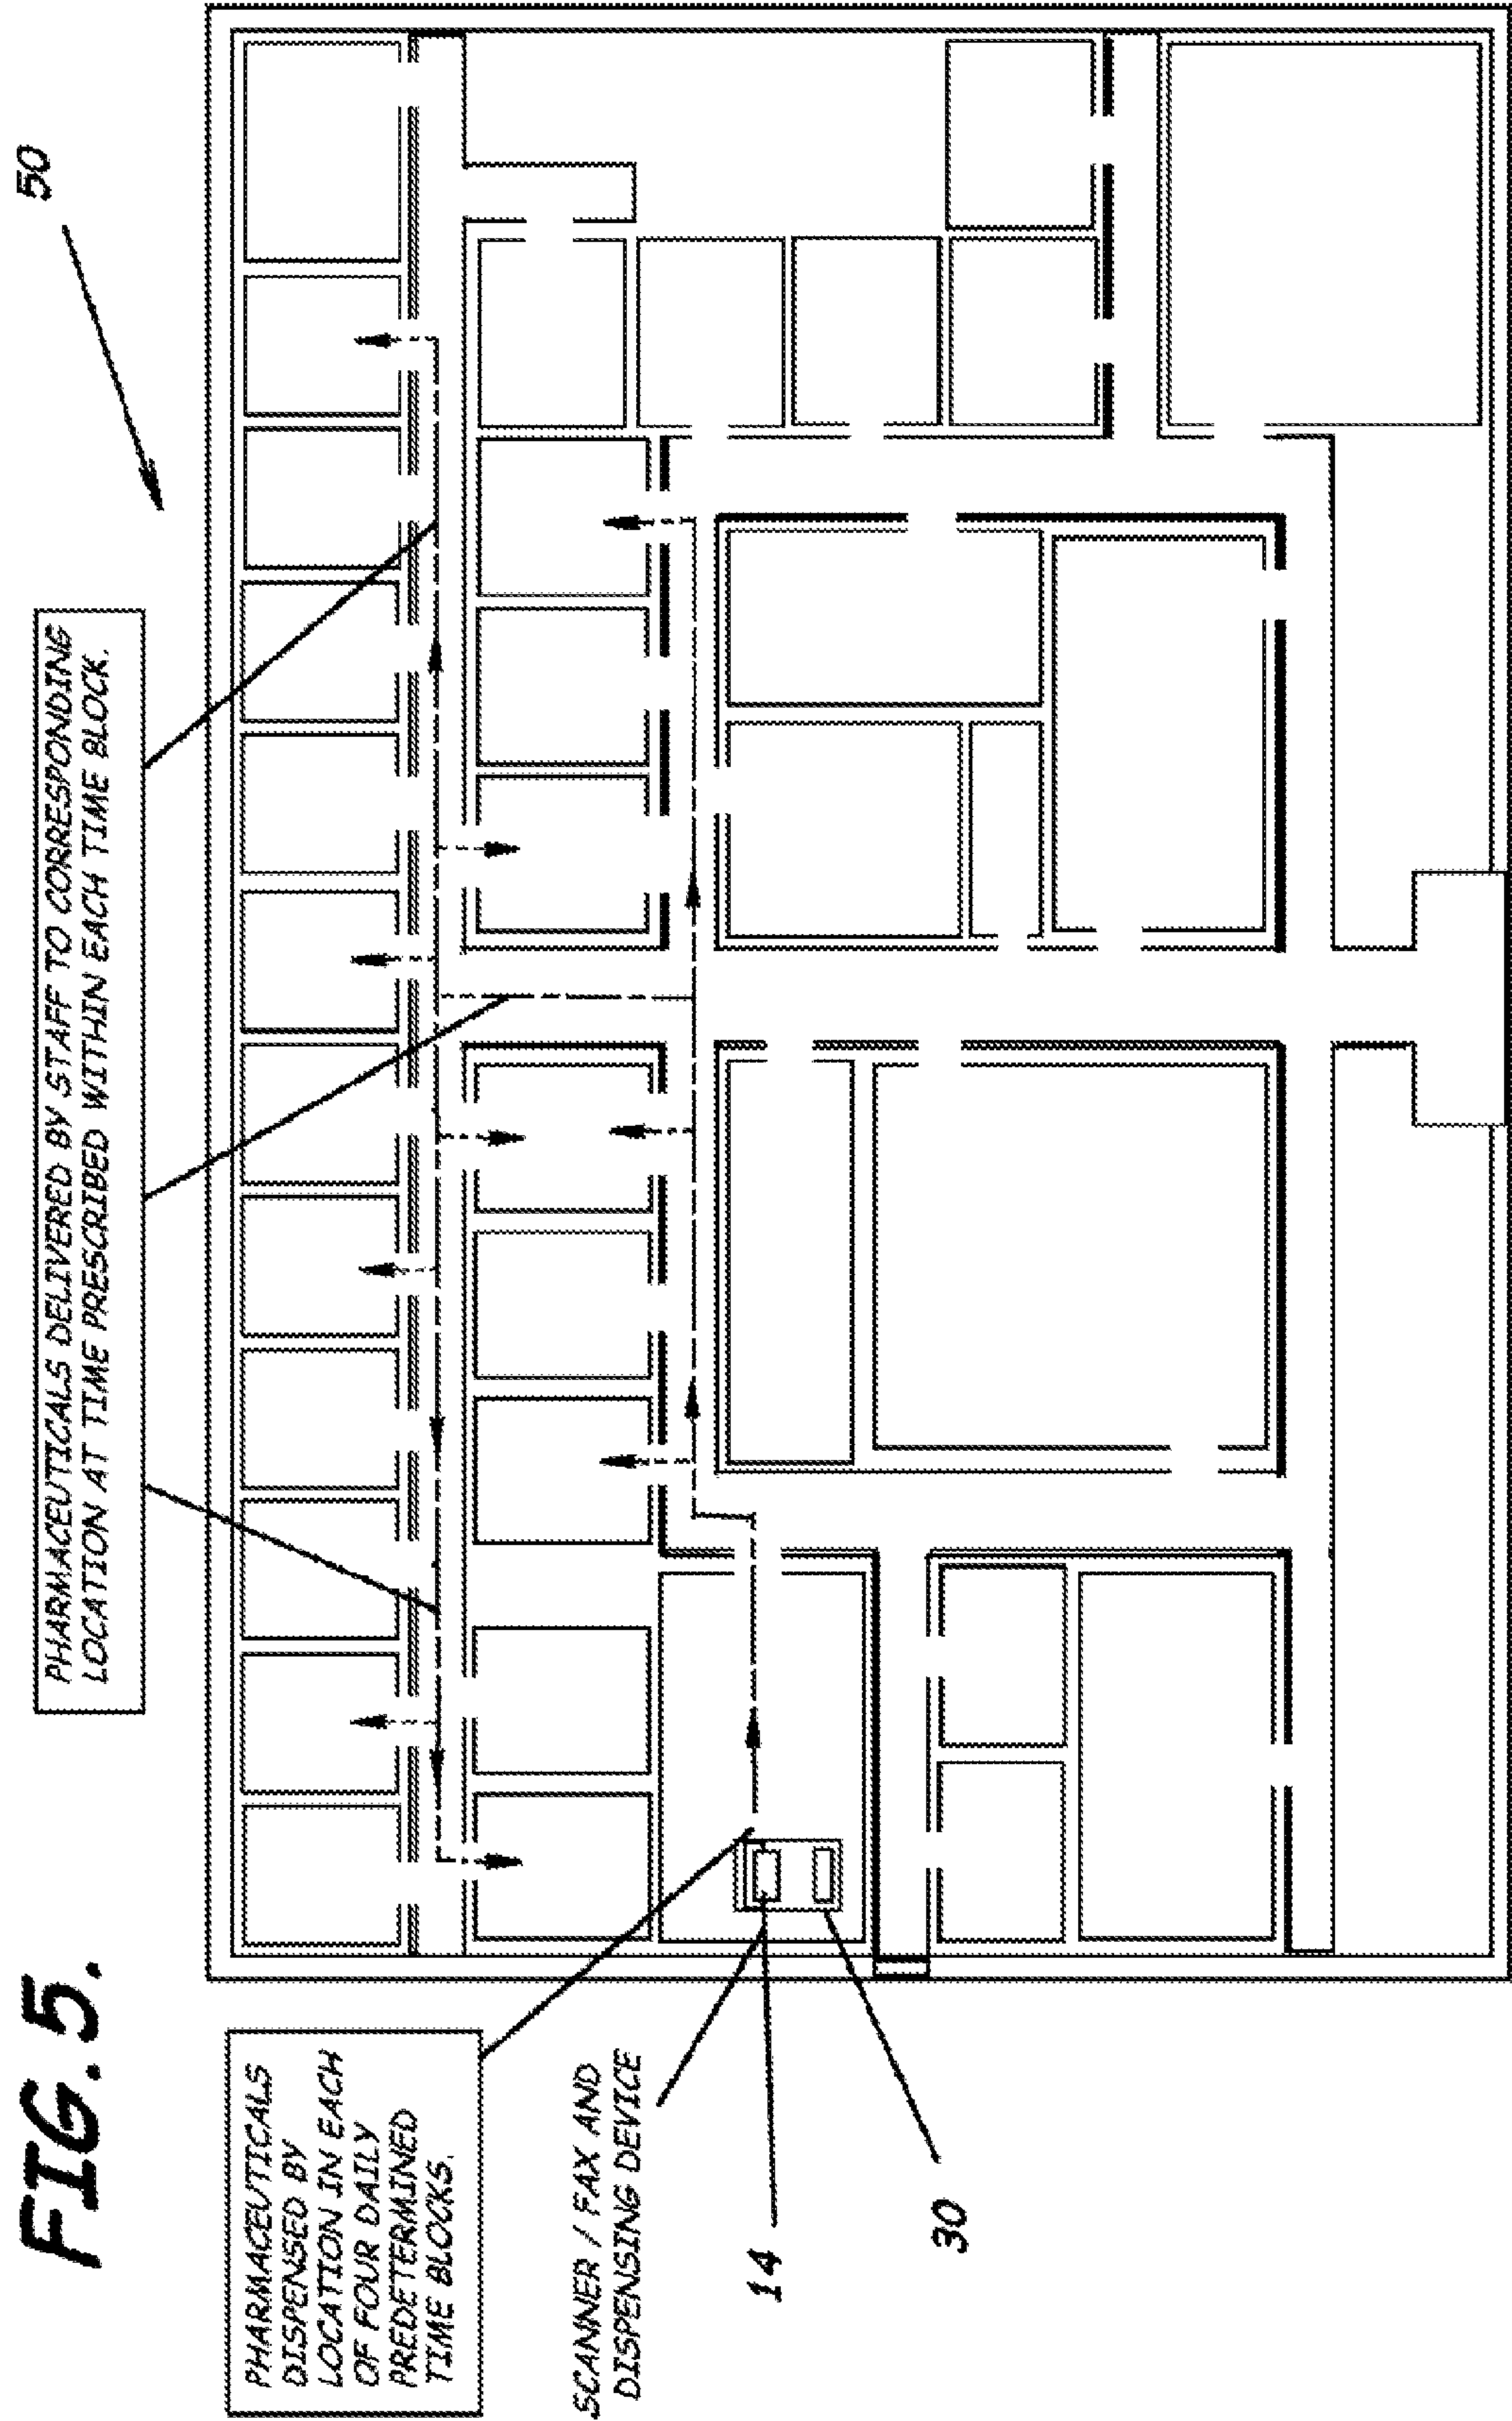 FIG. 5.
50
PHARMACEUTICALS DELIVERED BY STAFF TO CORRESPONDING
LOCATION AT TIME PRESCRIBED WITHIN EACH TIME BLOCK.
PHARMACEUTICALS
DISPENSED BY
LOCATION IN EACH
OF FOUR DAILY
PREDETERMINED
TIME BLOCKS.
SCANNER / FAX AND
DISPENSING DEVICE
14
30